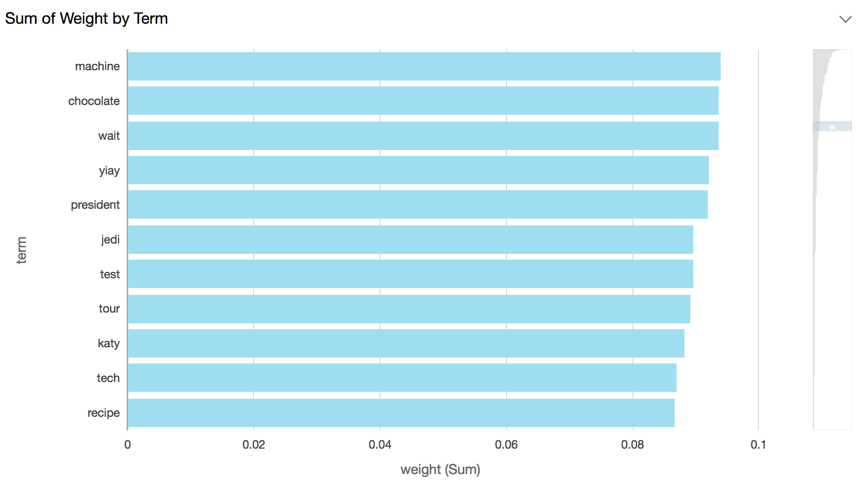 Sum of Weight by Term
machine
chocolate
wait
yiay
president
jedi
test
tour
katy
tech
recipe
term
0 0.02 0.04 0.06 0.08 0.1
weight (Sum)